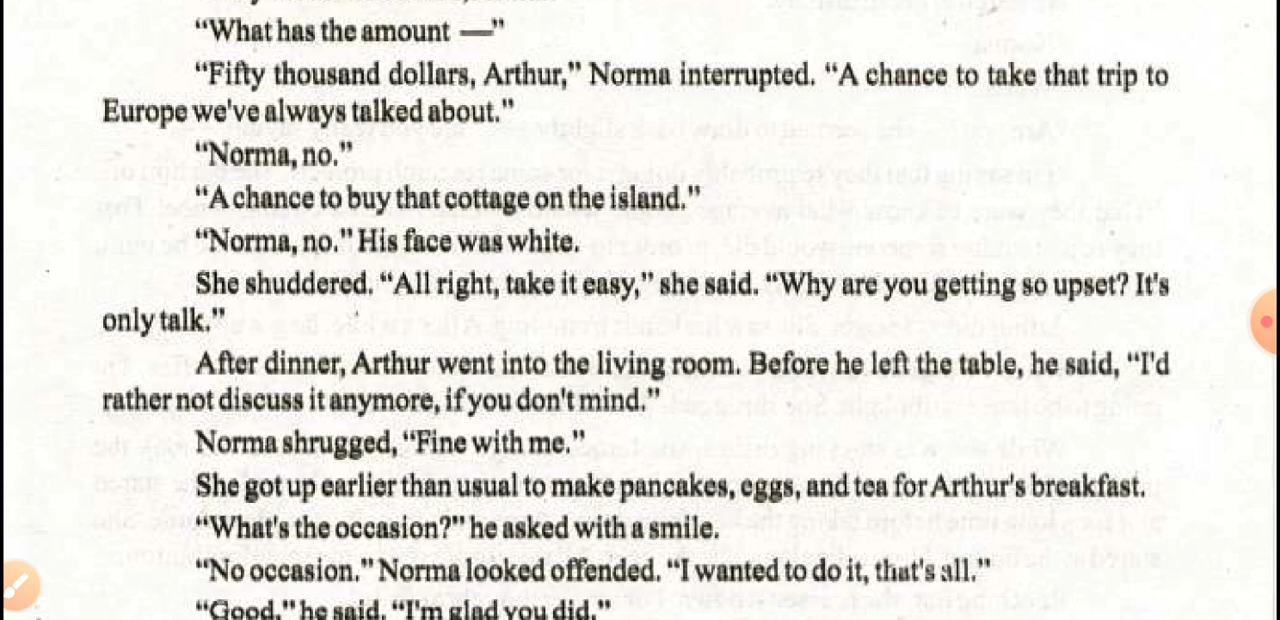 “What has the amount —”
“Fifty thousand dollars, Arthur,” Norma interrupted. “A chance to take that trip to
Europe we've always talked about.”
“Norma, no.”
“A chance to buy that cottage on the island.”
“Norma, no.” His face was white.
She shuddered. “All right, take it easy,” she said. “Why are you getting so upset? It's
only talk.”
After dinner, Arthur went into the living room. Before he left the table, he said, “I'd
rather not discuss it anymore, if you don't mind.”
Norma shrugged, “Fine with me.”
She got up earlier than usual to make pancakes, eggs, and tea for Arthur's breakfast.
“What's the occasion?” he asked with a smile.
“No occasion.” Norma looked offended. “I wanted to do it, that's all.”
“Good,” he said. “I'm glad you did.”